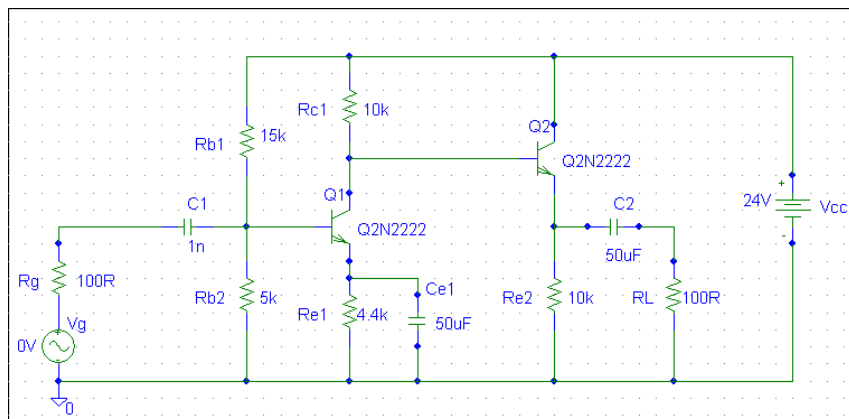 Rc1
10k
Q2
Rb1
15k
Q2N2222
Q1
C1
24V
Vcc
C2
Q2N2222
1n
50uF
Rg
100R
Rb2
5k
Ce1
Re2
10k
RL
100R
Re1
4.4k
Vg
50uF
0V
0
+
-
+
-